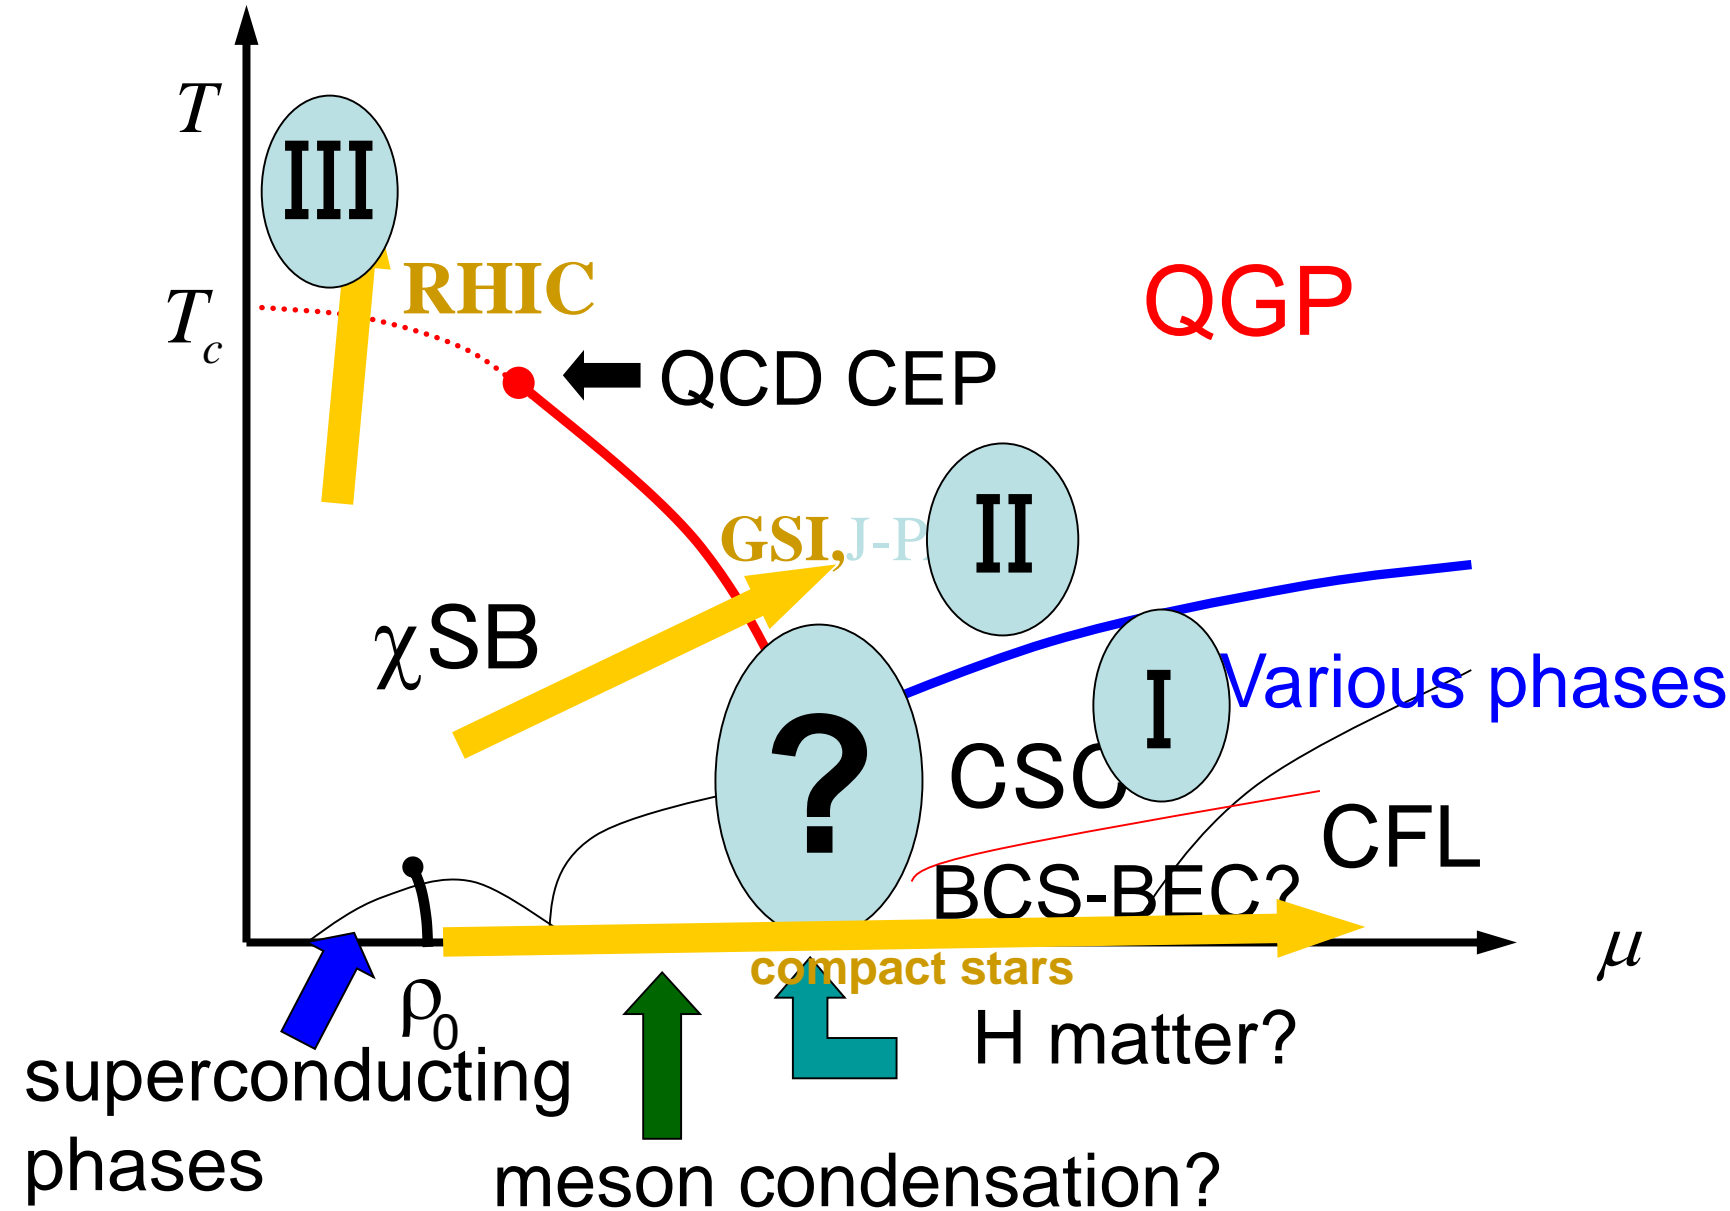 T
III
RHIC
QGP
T_c
QCD CEP
II
GSI, J-P
χSB
Various phases
I
?
CSC
CFL
BCS-BEC?
μ
compact stars
ρ_0
H matter?
superconducting
phases
meson condensation?